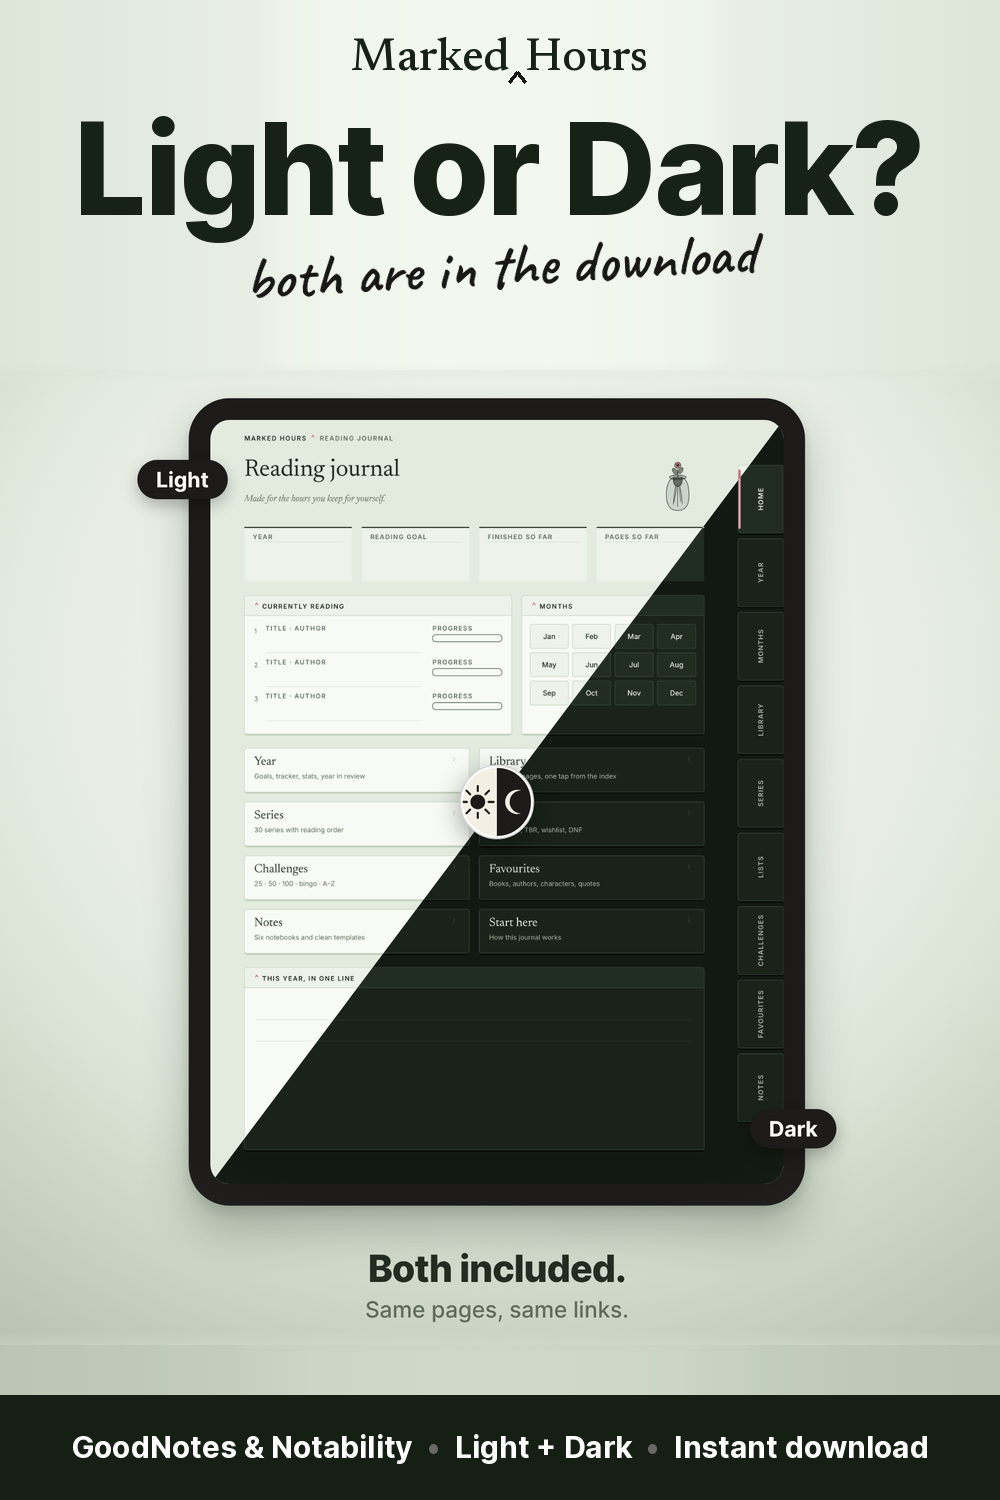 Marked ^ Hours
Light or Dark?
both are in the download
Light
MARKED HOURS ^ READING JOURNAL
Reading journal
Made for the hours you keep for yourself.
YEAR
READING GOAL
FINISHED SO FAR
PAGES SO FAR
^ CURRENTLY READING
1 TITLE · AUTHOR PROGRESS
2 TITLE · AUTHOR PROGRESS
3 TITLE · AUTHOR PROGRESS
^ MONTHS
Jan Feb Mar Apr
May Jun Jul Aug
Sep Oct Nov Dec
Year
Goals, tracker, stats, year in review
Library
pages, one tap from the index
Series
30 series with reading order
TBR, wishlist, DNF
Challenges
25 · 50 · 100 · bingo · A–Z
Favourites
Books, authors, characters, quotes
Notes
Six notebooks and clean templates
Start here
How this journal works
^ THIS YEAR, IN ONE LINE
HOME
YEAR
MONTHS
LIBRARY
SERIES
LISTS
CHALLENGES
FAVOURITES
NOTES
Dark
Both included.
Same pages, same links.
GoodNotes & Notability • Light + Dark • Instant download